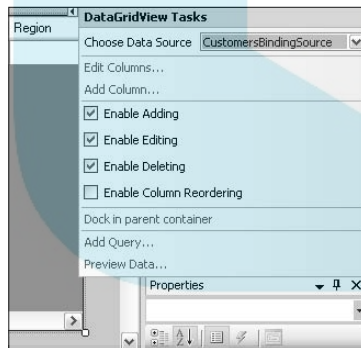 Region
DataGridView Tasks
Choose Data Source CustomersBindingSource
Edit Columns...
Add Column...
Enable Adding
Enable Editing
Enable Deleting
Enable Column Reordering
Dock in parent container
Add Query...
Preview Data...
Properties